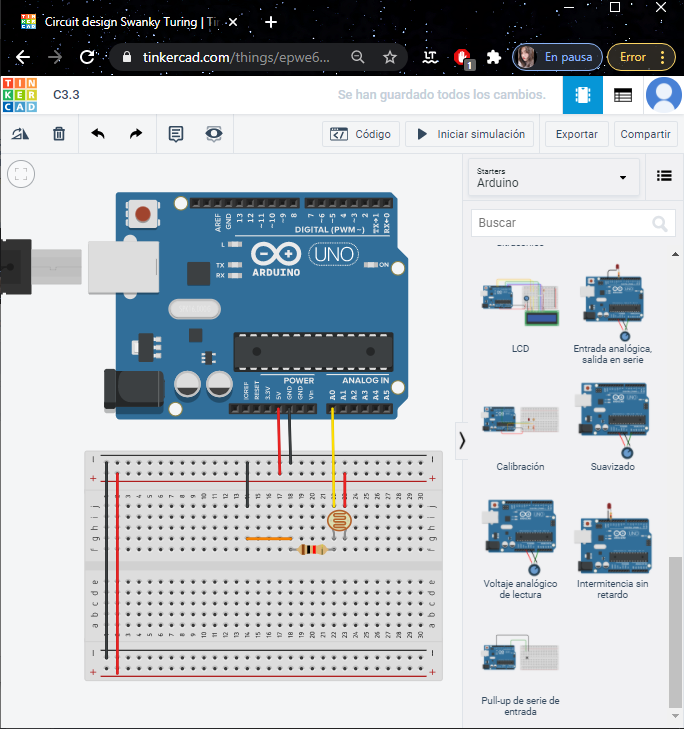 Circuit design Swanky Turing | Tin
tinkercad.com/things/epwe6...
1
En pausa
Error
TIN
KER
CAD
C3.3
Se han guardado todos los cambios.
Código
Iniciar simulación
Exportar
Compartir
Starters
Arduino
Buscar
LCD
Entrada analógica,
salida en serie
Calibración
Suavizado
Voltaje analógico
de lectura
Intermitencia sin
retardo
Pull-up de serie de
entrada
AREF
GND
13
12
~11
~10
~9
8
7
~6
~5
~4
~3
2
TX→1
RX←0
DIGITAL (PWM~)
L
TX
RX
ARDUINO
UNO
ON
POWER
ANALOG IN
IOREF
RESET
3.3V
5V
GND
GND
Vin
A0
A1
A2
A3
A4
A5
j
i
h
g
f
e
d
c
b
a